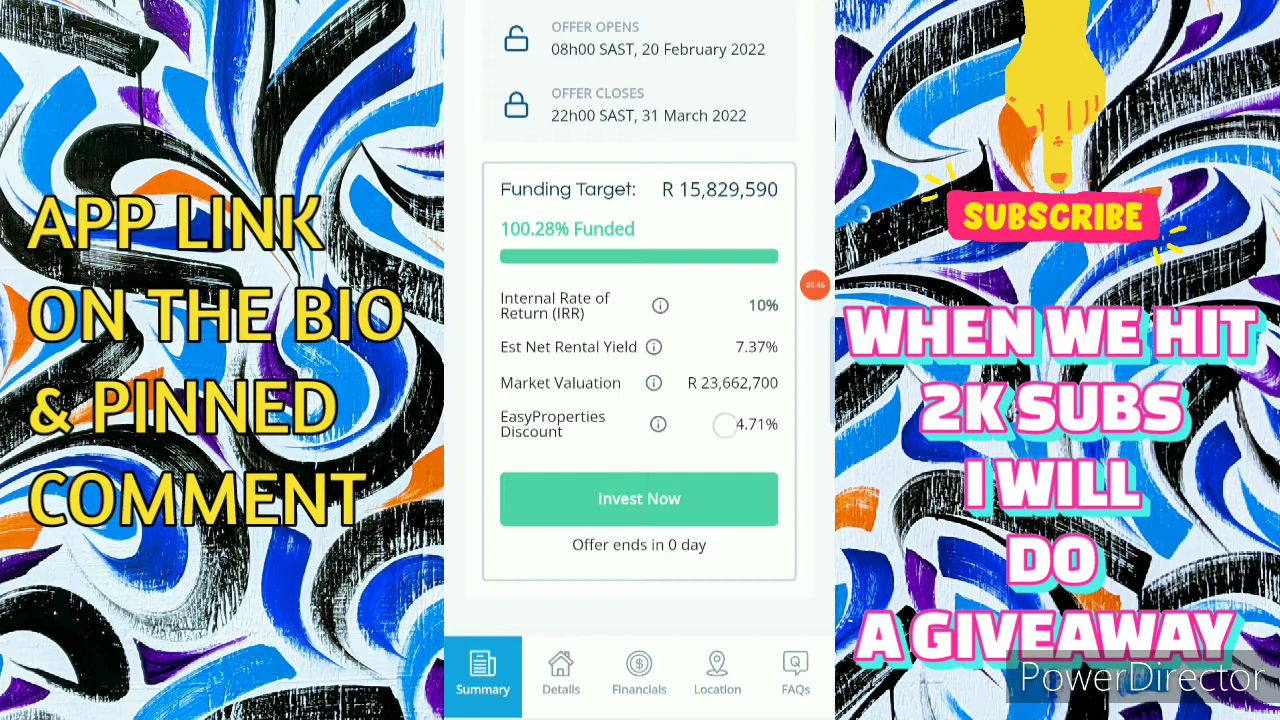 APP LINK
ON THE BIO
& PINNED
COMMENT
OFFER OPENS
08h00 SAST, 20 February 2022
OFFER CLOSES
22h00 SAST, 31 March 2022
Funding Target: R 15,829,590
100.28% Funded
Internal Rate of
Return (IRR) 10%
Est Net Rental Yield 7.37%
Market Valuation R 23,662,700
EasyProperties
Discount 4.71%
Invest Now
Offer ends in 0 day
Summary Details Financials Location FAQs
09:46
SUBSCRIBE
WHEN WE HIT
2K SUBS
I WILL
DO
A GIVEAWAY
PowerDirector